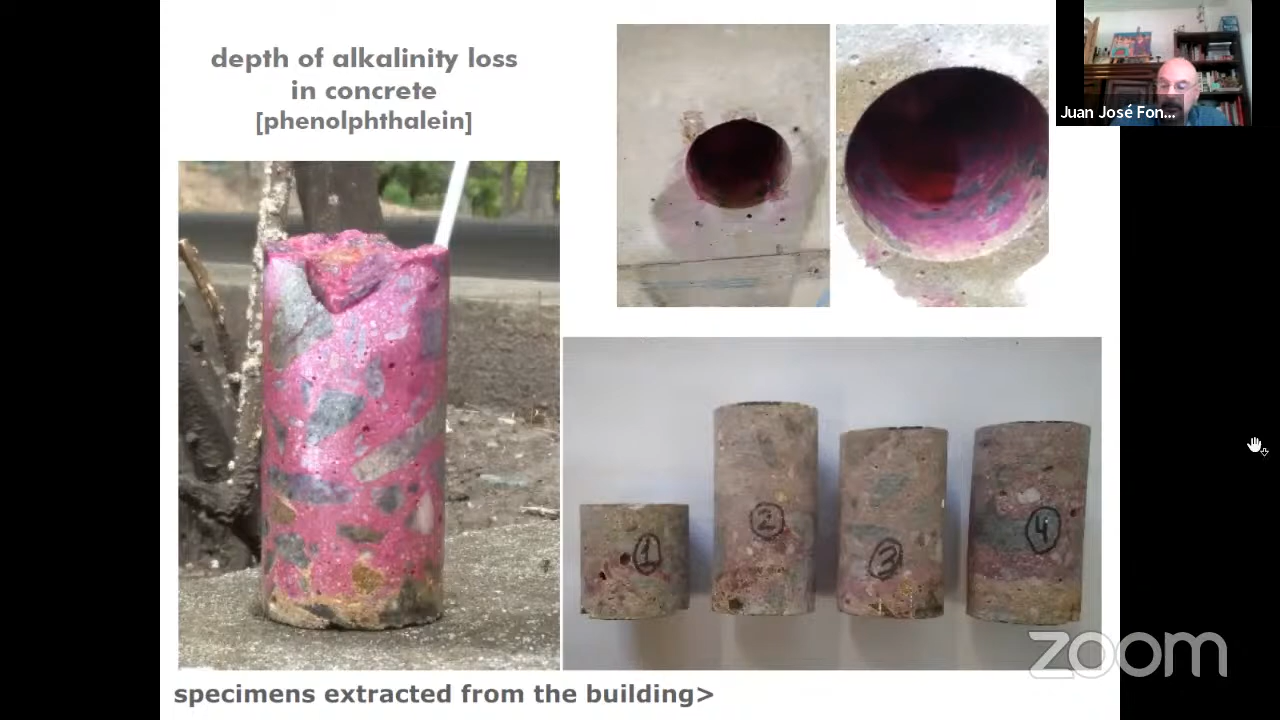 depth of alkalinity loss
in concrete
[phenolphthalein]
Juan José Fon...
1
2
3
4
zoom
specimens extracted from the building>